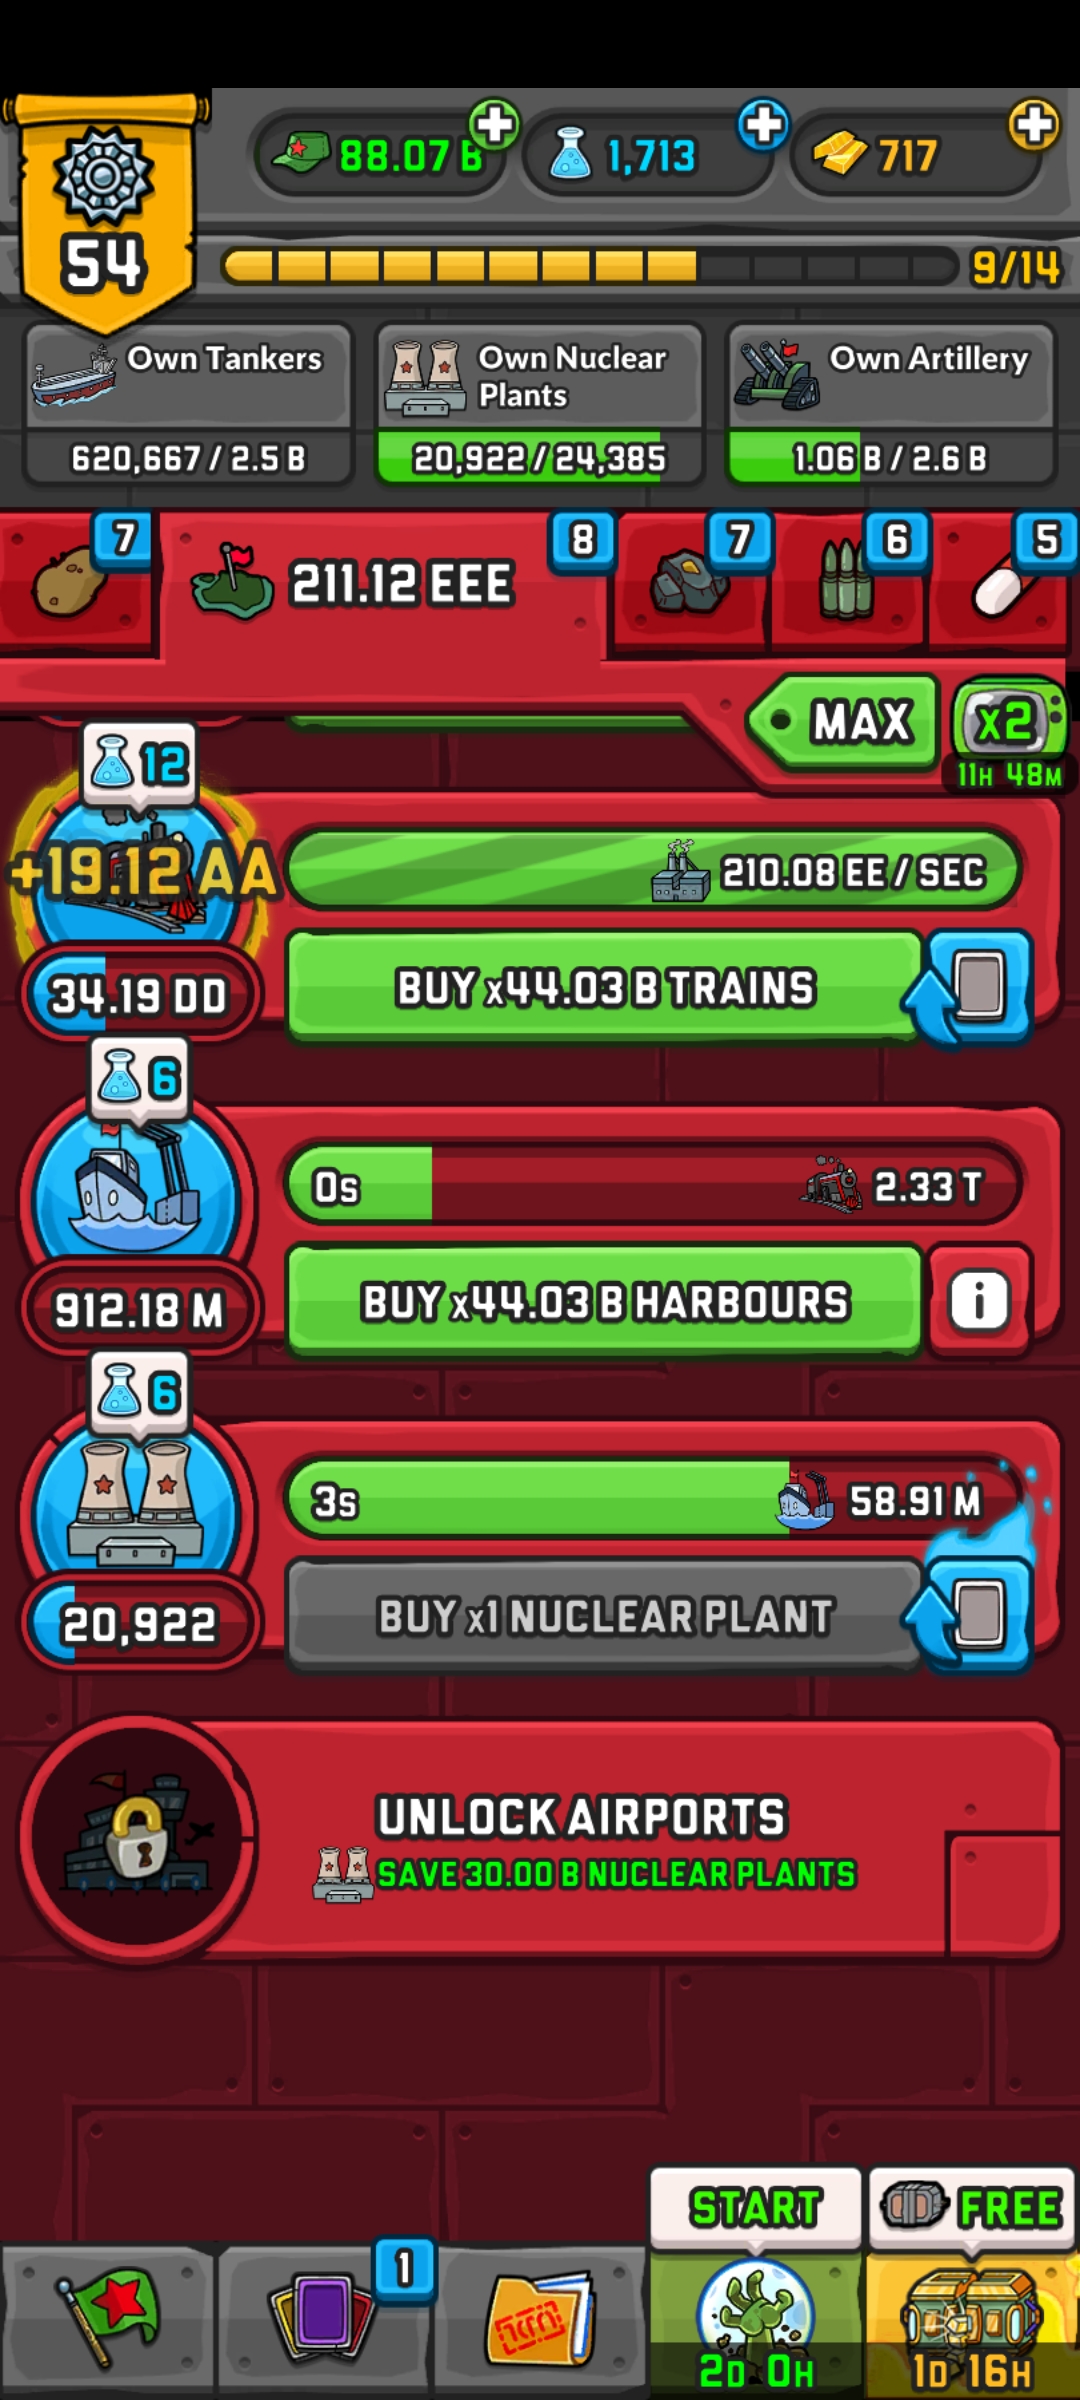 88.07 B
1,713
717
54
9/14
Own Tankers
620,667 / 2.5 B
Own Nuclear
Plants
20,922 / 24,385
Own Artillery
1.06 B / 2.6 B
7
211.12 EEE
8
7
6
5
MAX
x2
11H 48M
12
+19.12 AA
210.08 EE / SEC
34.19 DD
BUY x44.03 B TRAINS
6
0s
2.33 T
912.18 M
BUY x44.03 B HARBOURS
i
6
3s
58.91 M
20,922
BUY x1 NUCLEAR PLANT
UNLOCK AIRPORTS
SAVE 30.00 B NUCLEAR PLANTS
START
FREE
1
2D 0H
1D 16H